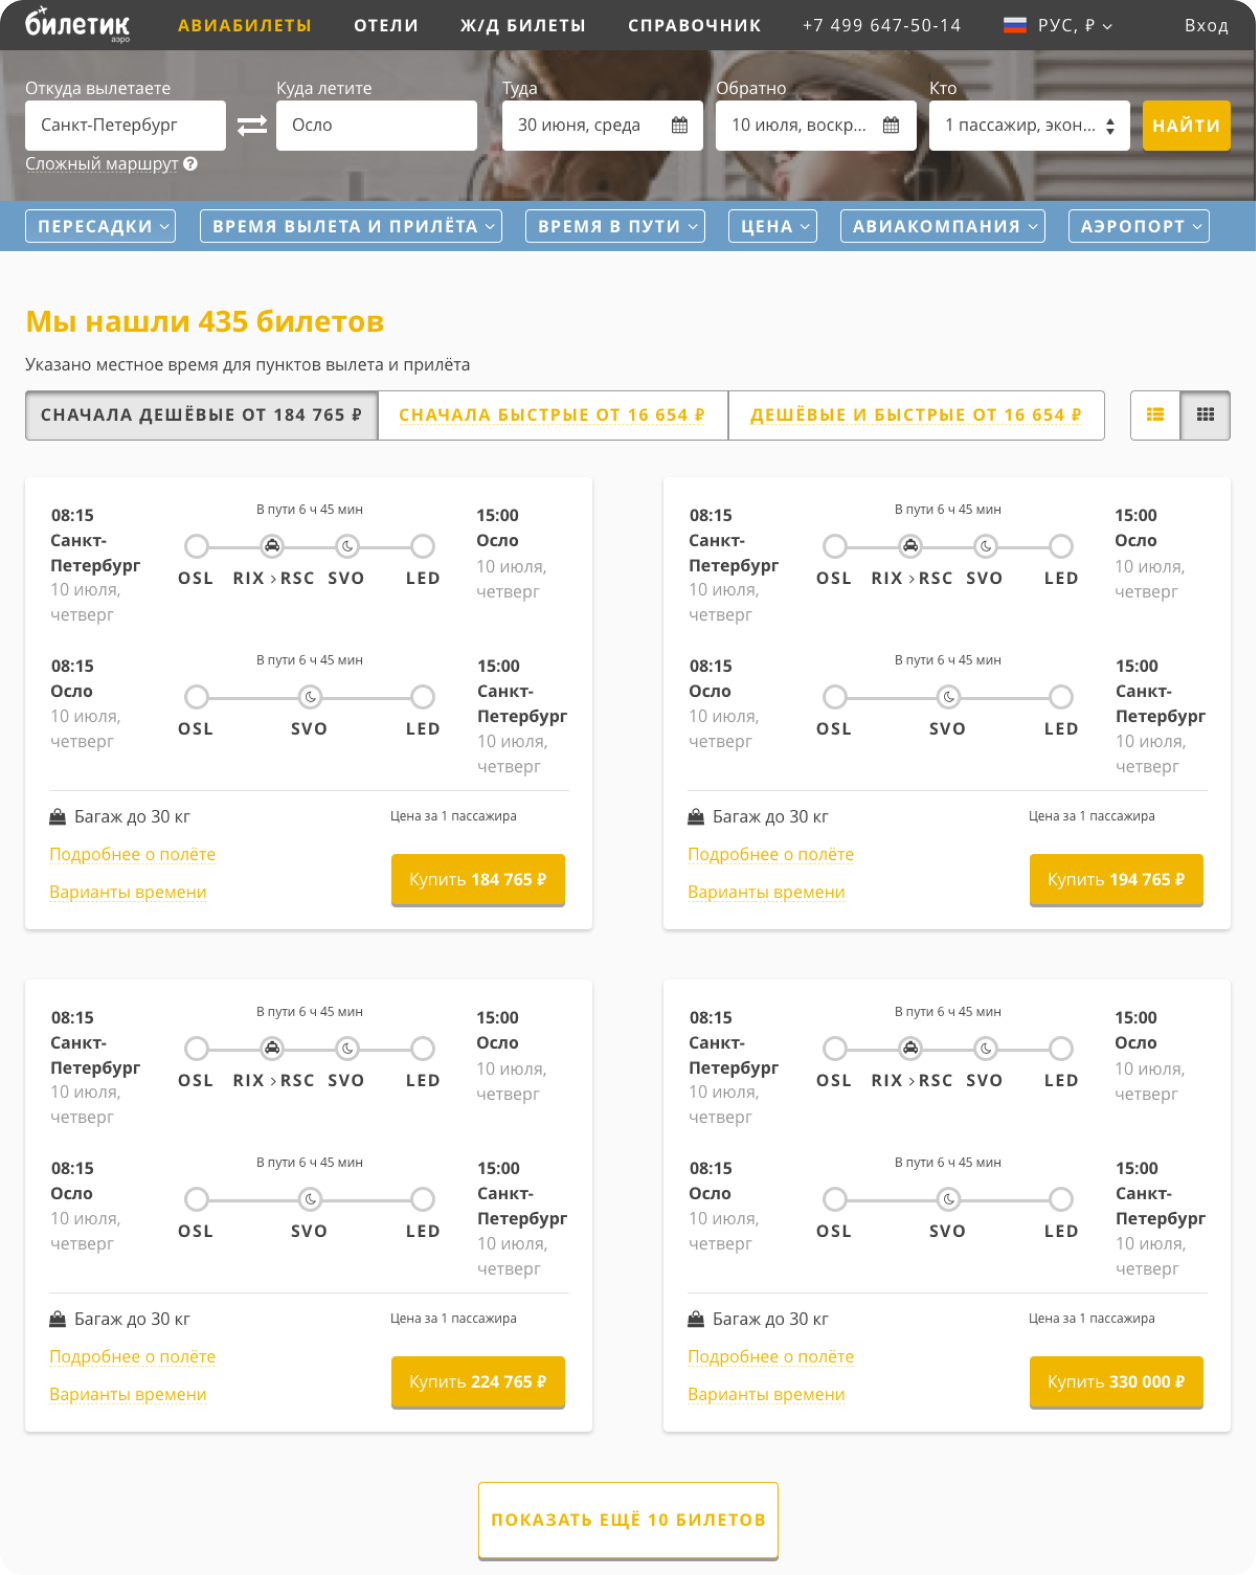 билетик
аэро
АВИАБИЛЕТЫ ОТЕЛИ Ж/Д БИЛЕТЫ СПРАВОЧНИК +7 499 647-50-14 РУС, ₽ Вход
Откуда вылетаете Куда летите Туда Обратно Кто
Санкт-Петербург Осло 30 июня, среда 10 июля, воскр... 1 пассажир, экон... НАЙТИ
Сложный маршрут ?
ПЕРЕСАДКИ ВРЕМЯ ВЫЛЕТА И ПРИЛЁТА ВРЕМЯ В ПУТИ ЦЕНА АВИАКОМПАНИЯ АЭРОПОРТ
Мы нашли 435 билетов
Указано местное время для пунктов вылета и прилёта
СНАЧАЛА ДЕШЁВЫЕ ОТ 184 765 ₽ СНАЧАЛА БЫСТРЫЕ ОТ 16 654 ₽ ДЕШЁВЫЕ И БЫСТРЫЕ ОТ 16 654 ₽
08:15
Санкт-
Петербург
10 июля,
четверг
В пути 6 ч 45 мин
OSL RIX > RSC SVO LED
15:00
Осло
10 июля,
четверг
08:15
Осло
10 июля,
четверг
В пути 6 ч 45 мин
OSL SVO LED
15:00
Санкт-
Петербург
10 июля,
четверг
Багаж до 30 кг
Подробнее о полёте
Варианты времени
Цена за 1 пассажира
Купить 184 765 ₽
08:15
Санкт-
Петербург
10 июля,
четверг
В пути 6 ч 45 мин
OSL RIX > RSC SVO LED
15:00
Осло
10 июля,
четверг
08:15
Осло
10 июля,
четверг
В пути 6 ч 45 мин
OSL SVO LED
15:00
Санкт-
Петербург
10 июля,
четверг
Багаж до 30 кг
Подробнее о полёте
Варианты времени
Цена за 1 пассажира
Купить 194 765 ₽
08:15
Санкт-
Петербург
10 июля,
четверг
В пути 6 ч 45 мин
OSL RIX > RSC SVO LED
15:00
Осло
10 июля,
четверг
08:15
Осло
10 июля,
четверг
В пути 6 ч 45 мин
OSL SVO LED
15:00
Санкт-
Петербург
10 июля,
четверг
Багаж до 30 кг
Подробнее о полёте
Варианты времени
Цена за 1 пассажира
Купить 224 765 ₽
08:15
Санкт-
Петербург
10 июля,
четверг
В пути 6 ч 45 мин
OSL RIX > RSC SVO LED
15:00
Осло
10 июля,
четверг
08:15
Осло
10 июля,
четверг
В пути 6 ч 45 мин
OSL SVO LED
15:00
Санкт-
Петербург
10 июля,
четверг
Багаж до 30 кг
Подробнее о полёте
Варианты времени
Цена за 1 пассажира
Купить 330 000 ₽
ПОКАЗАТЬ ЕЩЁ 10 БИЛЕТОВ